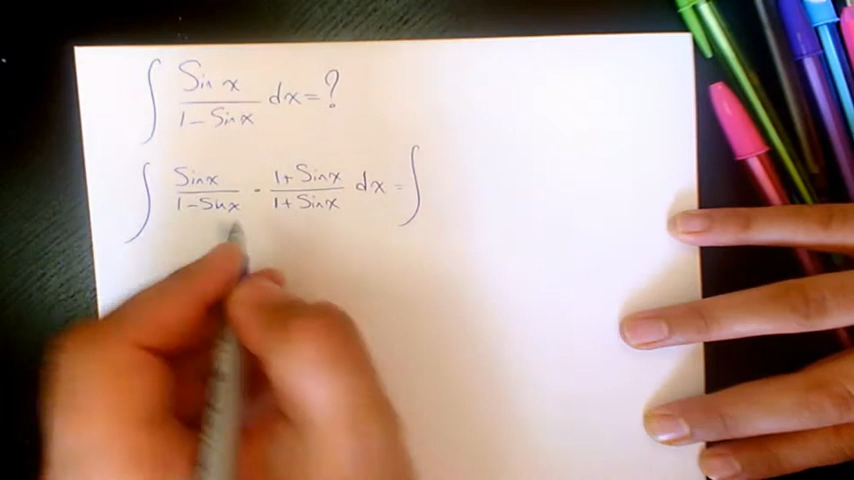 ∫ Sin x / 1 - Sin x dx = ?
∫ Sin x / 1 - Sin x · 1 + Sin x / 1 + Sin x dx = ∫